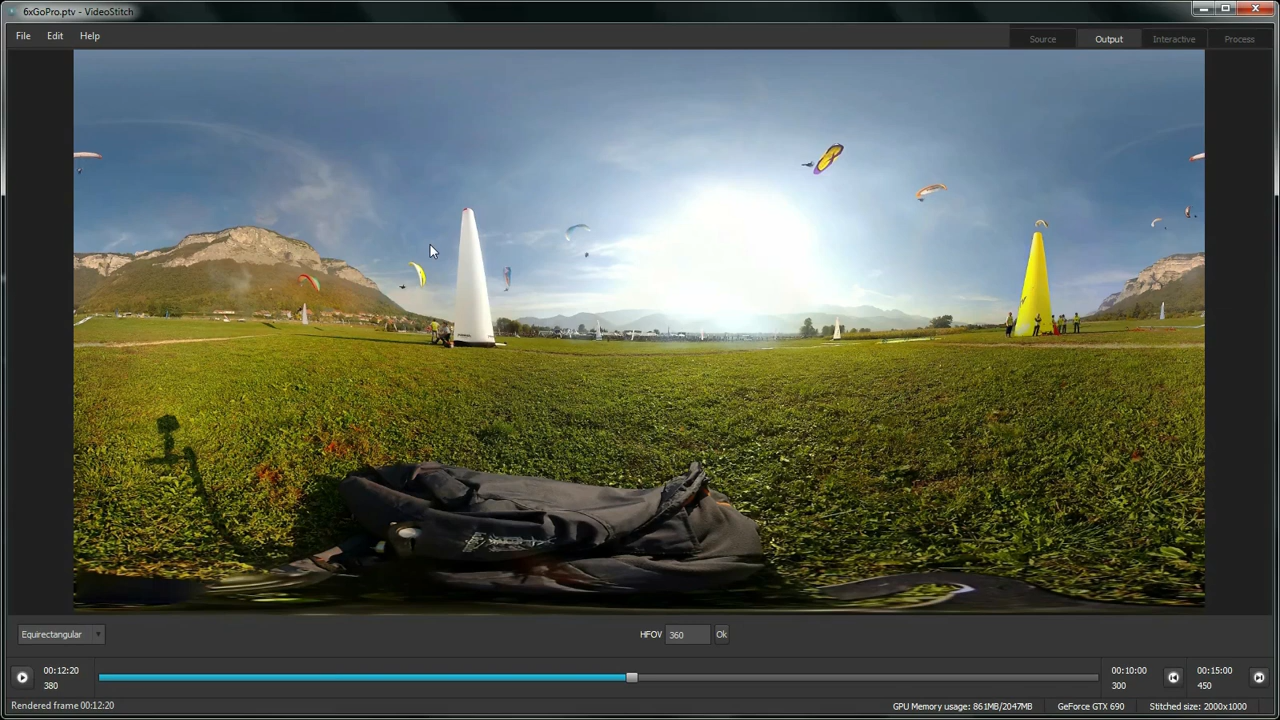 6xGoPro.ptv - VideoStitch
File Edit Help
Source Output Interactive Process
Equirectangular
HFOV 360 Ok
00:12:20
380
00:10:00
300
00:15:00
450
Rendered frame 00:12:20
GPU Memory usage: 861MB/2047MB GeForce GTX 690 Stitched size: 2000x1000